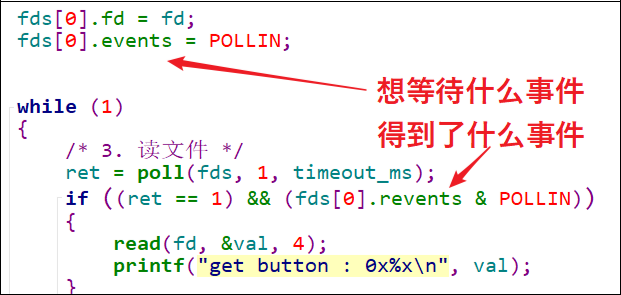 fds[0].fd = fd;
fds[0].events = POLLIN;
想等待什么事件
while (1)
得到了什么事件
{
/* 3. 读文件 */
ret = poll(fds, 1, timeout_ms);
if ((ret == 1) && (fds[0].revents & POLLIN))
{
read(fd, &val, 4);
printf("get button : 0x%x\n", val);
}